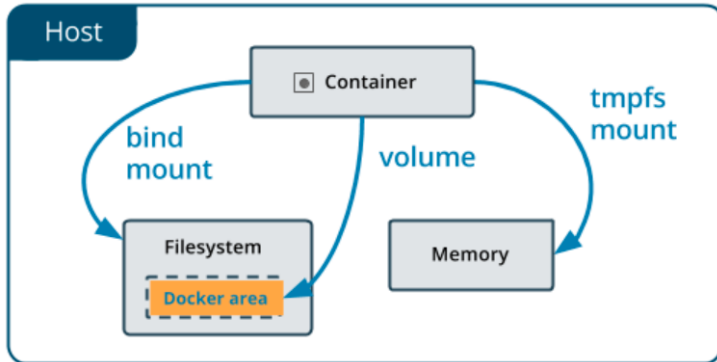 Host
Container
bind
mount
volume
tmpfs
mount
Filesystem
Docker area
Memory